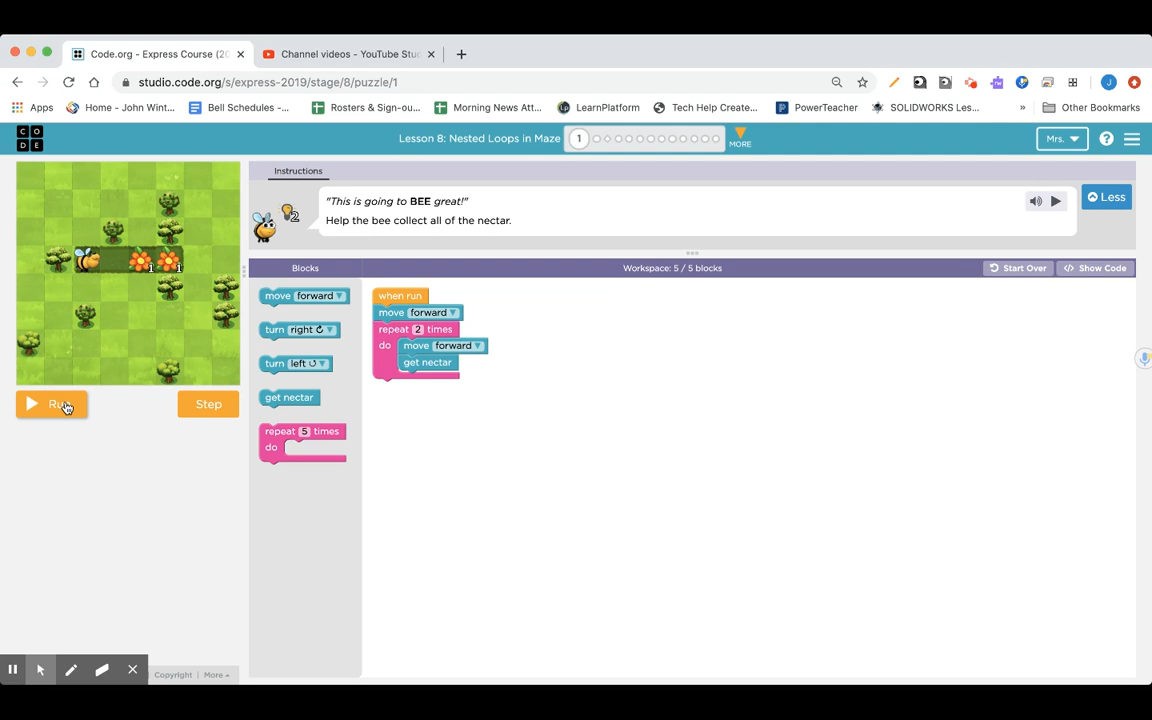 Code.org - Express Course (20
Channel videos - YouTube Stu
studio.code.org/s/express-2019/stage/8/puzzle/1
Apps Home - John Wint... Bell Schedules -... Rosters & Sign-ou... Morning News Att... LearnPlatform Tech Help Create... PowerTeacher SOLIDWORKS Les... » Other Bookmarks
C O
D E
Lesson 8: Nested Loops in Maze
1
MORE
Mrs.
Instructions
2
"This is going to BEE great!"
Help the bee collect all of the nectar.
Less
1 1
Blocks
Workspace: 5 / 5 blocks
Start Over
Show Code
move forward
turn right
turn left
get nectar
repeat 5 times
do
when run
move forward
repeat 2 times
do move forward
get nectar
Step
Copyright | More